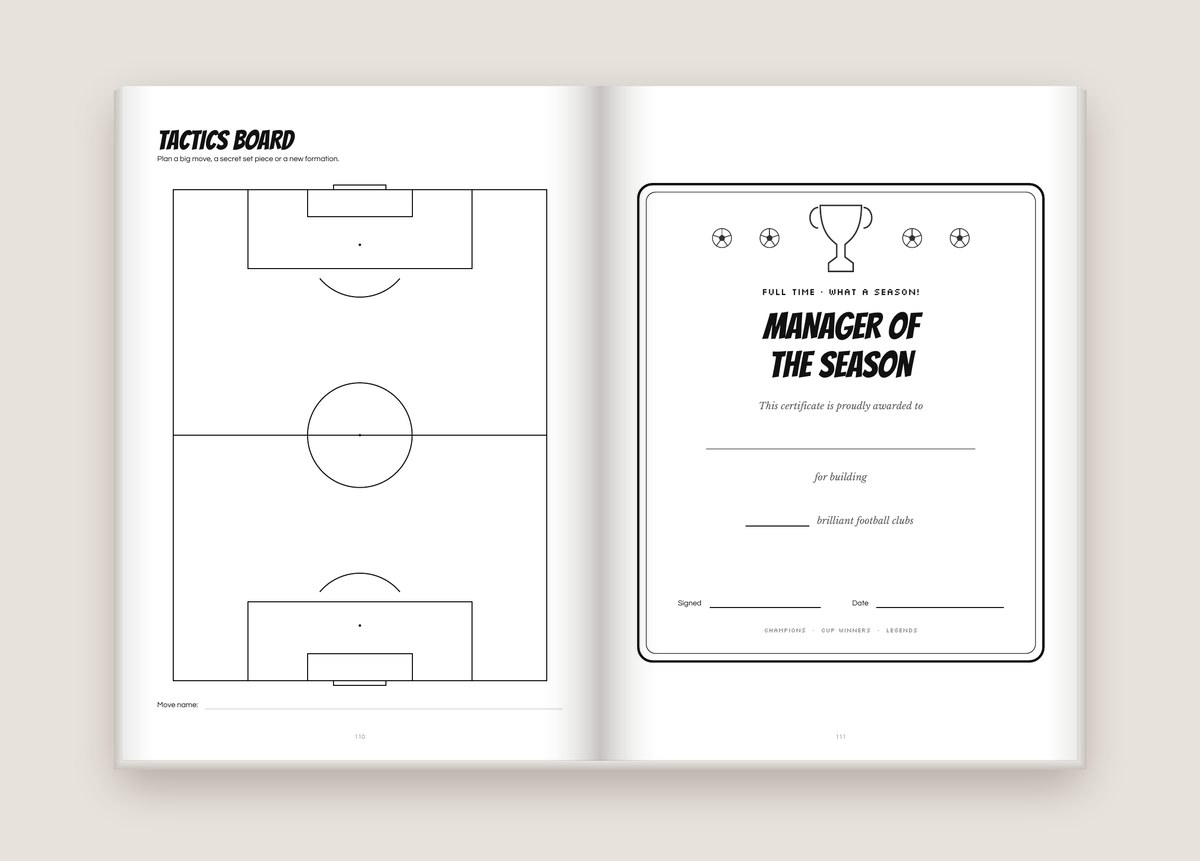 TACTICS BOARD
Plan a big move, a secret set piece or a new formation.
Move name:
110
FULL TIME · WHAT A SEASON!
MANAGER OF
THE SEASON
This certificate is proudly awarded to
for building
brilliant football clubs
Signed
Date
CHAMPIONS · CUP WINNERS · LEGENDS
111